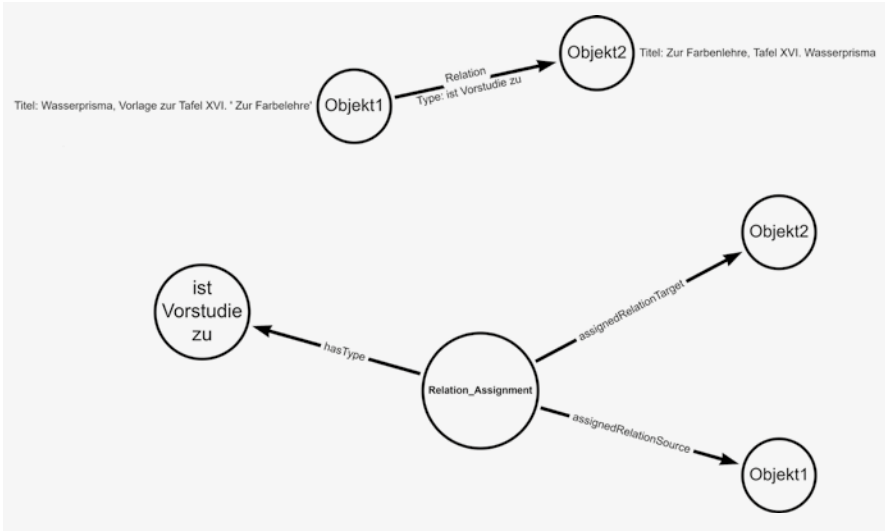 Objekt2
Titel: Zur Farbenlehre, Tafel XVI. Wasserprisma
Relation
Type: ist Vorstudie zu
Titel: Wasserprisma, Vorlage zur Tafel XVI. ' Zur Farbelehre'
Objekt1
Objekt2
ist
Vorstudie
zu
assignedRelationTarget
hasType
Relation_Assignment
assignedRelationSource
Objekt1